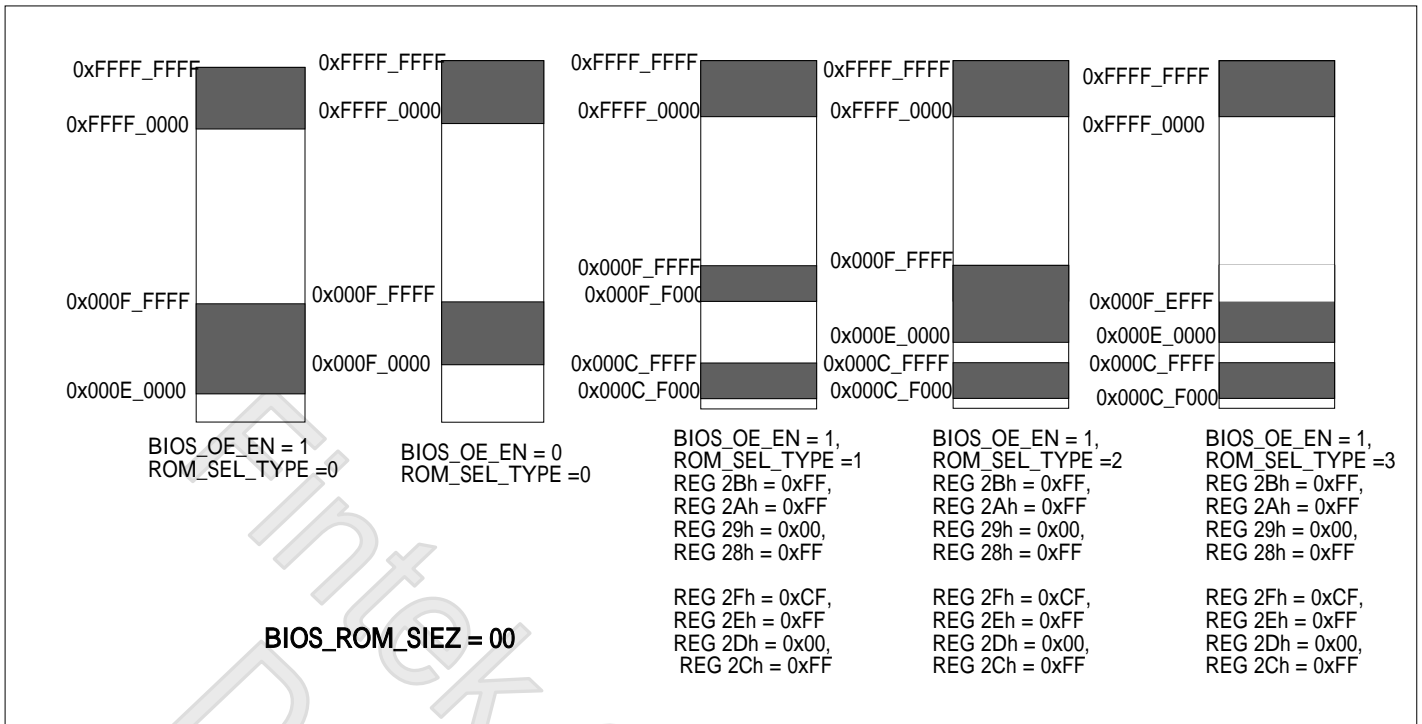 0xFFFF_FFFF
0xFFFF_0000
0x000F_FFFF
0x000E_0000
BIOS_OE_EN = 1
ROM_SEL_TYPE =0
0xFFFF_FFFF
0xFFFF_0000
0x000F_FFFF
0x000F_0000
BIOS_OE_EN = 0
ROM_SEL_TYPE =0
0xFFFF_FFFF
0xFFFF_0000
0x000F_FFFF
0x000F_F000
0x000C_FFFF
0x000C_F000
BIOS_OE_EN = 1,
ROM_SEL_TYPE =1
REG 2Bh = 0xFF,
REG 2Ah = 0xFF
REG 29h = 0x00,
REG 28h = 0xFF
REG 2Fh = 0xCF,
REG 2Eh = 0xFF
REG 2Dh = 0x00,
REG 2Ch = 0xFF
0xFFFF_FFFF
0xFFFF_0000
0x000F_FFFF
0x000E_0000
0x000C_FFFF
0x000C_F000
BIOS_OE_EN = 1,
ROM_SEL_TYPE =2
REG 2Bh = 0xFF,
REG 2Ah = 0xFF
REG 29h = 0x00,
REG 28h = 0xFF
REG 2Fh = 0xCF,
REG 2Eh = 0xFF
REG 2Dh = 0x00,
REG 2Ch = 0xFF
0xFFFF_FFFF
0xFFFF_0000
0x000F_EFFF
0x000E_0000
0x000C_FFFF
0x000C_F000
BIOS_OE_EN = 1,
ROM_SEL_TYPE =3
REG 2Bh = 0xFF,
REG 2Ah = 0xFF
REG 29h = 0x00,
REG 28h = 0xFF
REG 2Fh = 0xCF,
REG 2Eh = 0xFF
REG 2Dh = 0x00,
REG 2Ch = 0xFF
BIOS_ROM_SIEZ = 00
Fintek